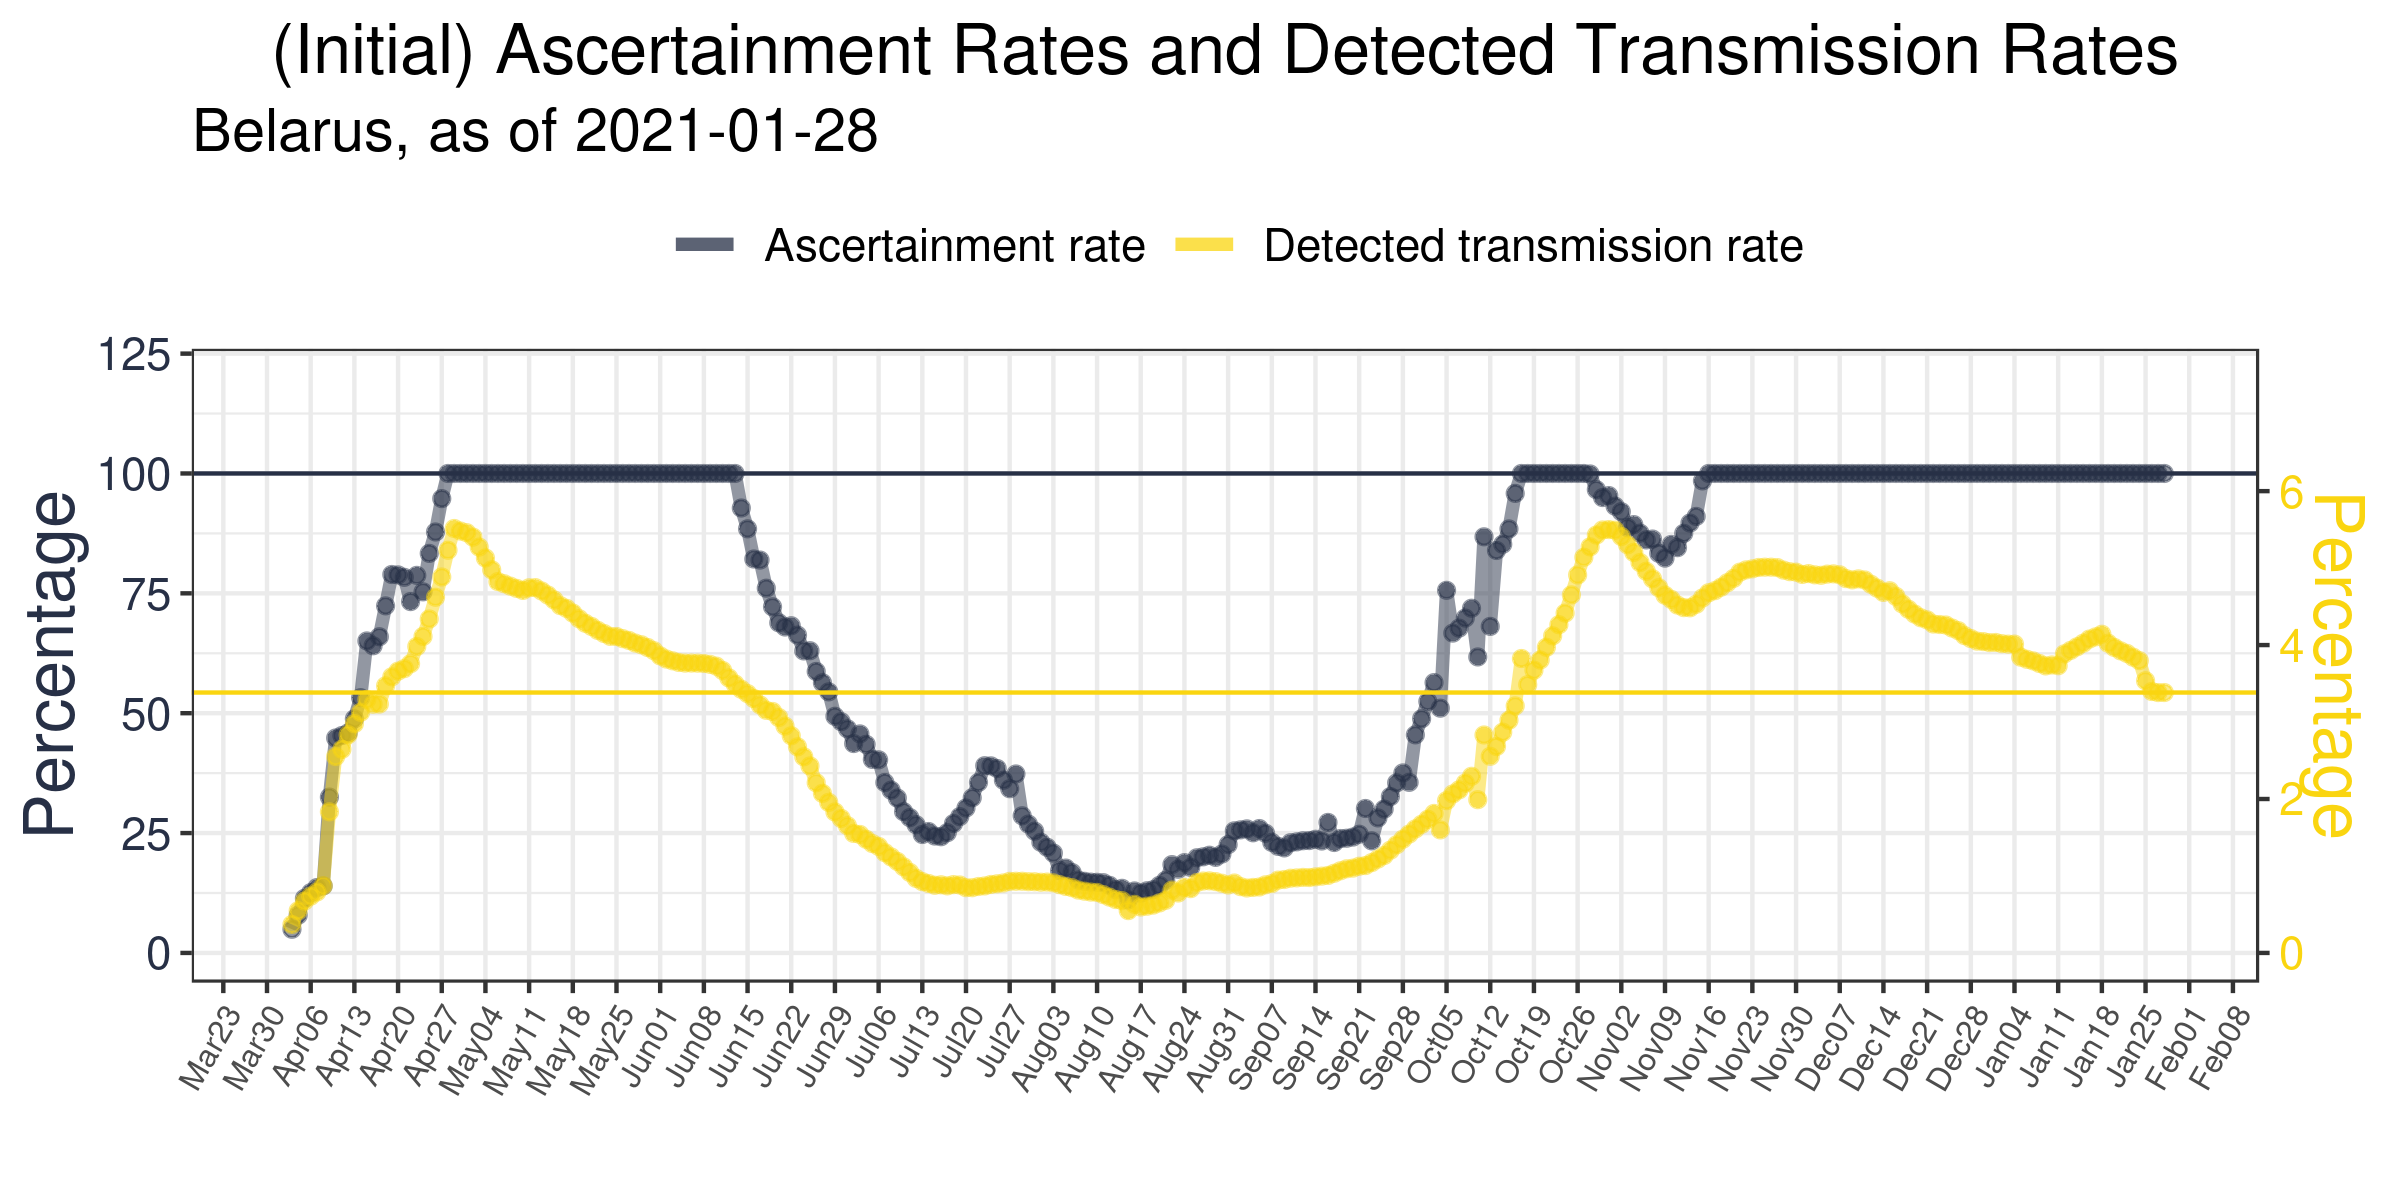 (Initial) Ascertainment Rates and Detected Transmission Rates
Belarus, as of 2021-01-28
Ascertainment rate
Detected transmission rate
Percentage
125
100
75
50
25
0
6
4
2
0
Percentage
Mar23
Mar30
Apr06
Apr13
Apr20
Apr27
May04
May11
May18
May25
Jun01
Jun08
Jun15
Jun22
Jun29
Jul06
Jul13
Jul20
Jul27
Aug03
Aug10
Aug17
Aug24
Aug31
Sep07
Sep14
Sep21
Sep28
Oct05
Oct12
Oct19
Oct26
Nov02
Nov09
Nov16
Nov23
Nov30
Dec07
Dec14
Dec21
Dec28
Jan04
Jan11
Jan18
Jan25
Feb01
Feb08